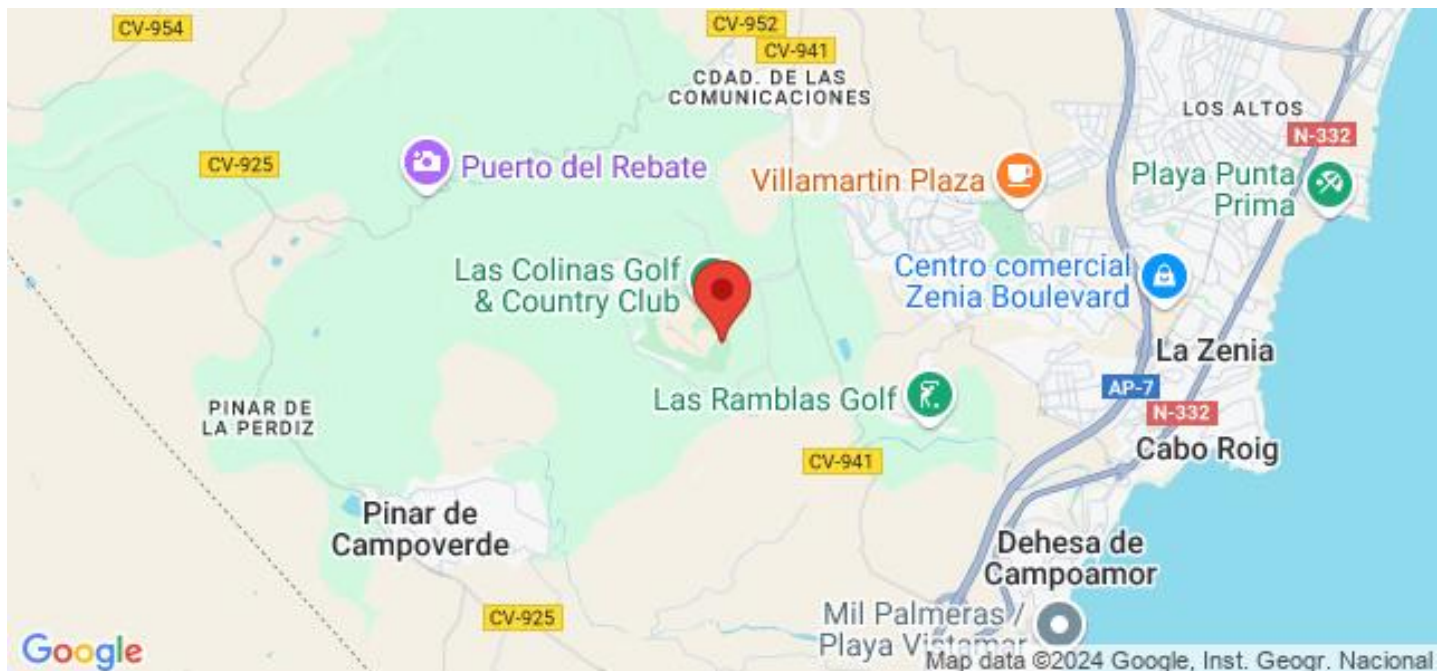 CV-954
CV-952
CV-941
CDAD. DE LAS
COMUNICACIONES
LOS ALTOS
N-332
CV-925
Puerto del Rebate
Villamartin Plaza
Playa Punta
Prima
Las Colinas Golf
& Country Club
Centro comercial
Zenia Boulevard
La Zenia
AP-7
Las Ramblas Golf
N-332
PINAR DE
LA PERDIZ
Cabo Roig
CV-941
Pinar de
Campoverde
Dehesa de
Campoamor
CV-925
Mil Palmeras /
Playa Vistamar
Google
Map data ©2024 Google, Inst. Geogr. Nacional